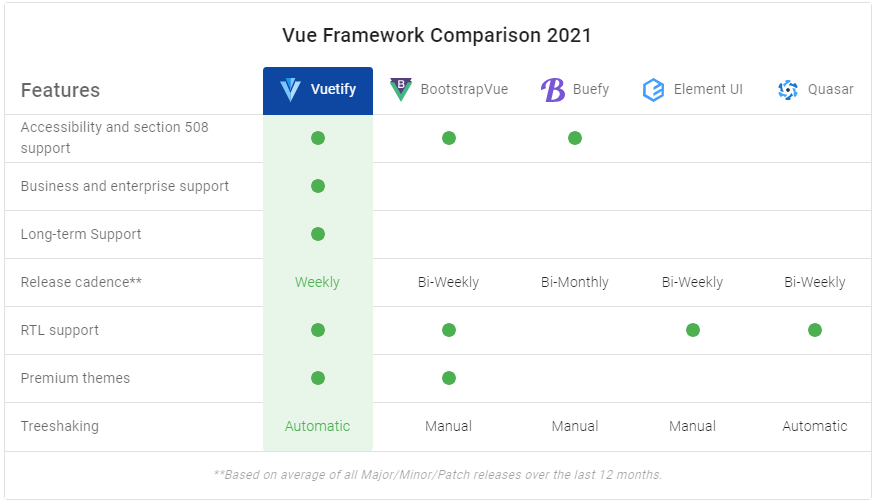 Vue Framework Comparison 2021
Features Vuetify B BootstrapVue B Buefy Element UI Quasar
Accessibility and section 508
support
Business and enterprise support
Long-term Support
Release cadence** Weekly Bi-Weekly Bi-Monthly Bi-Weekly Bi-Weekly
RTL support
Premium themes
Treeshaking Automatic Manual Manual Manual Automatic
**Based on average of all Major/Minor/Patch releases over the last 12 months.